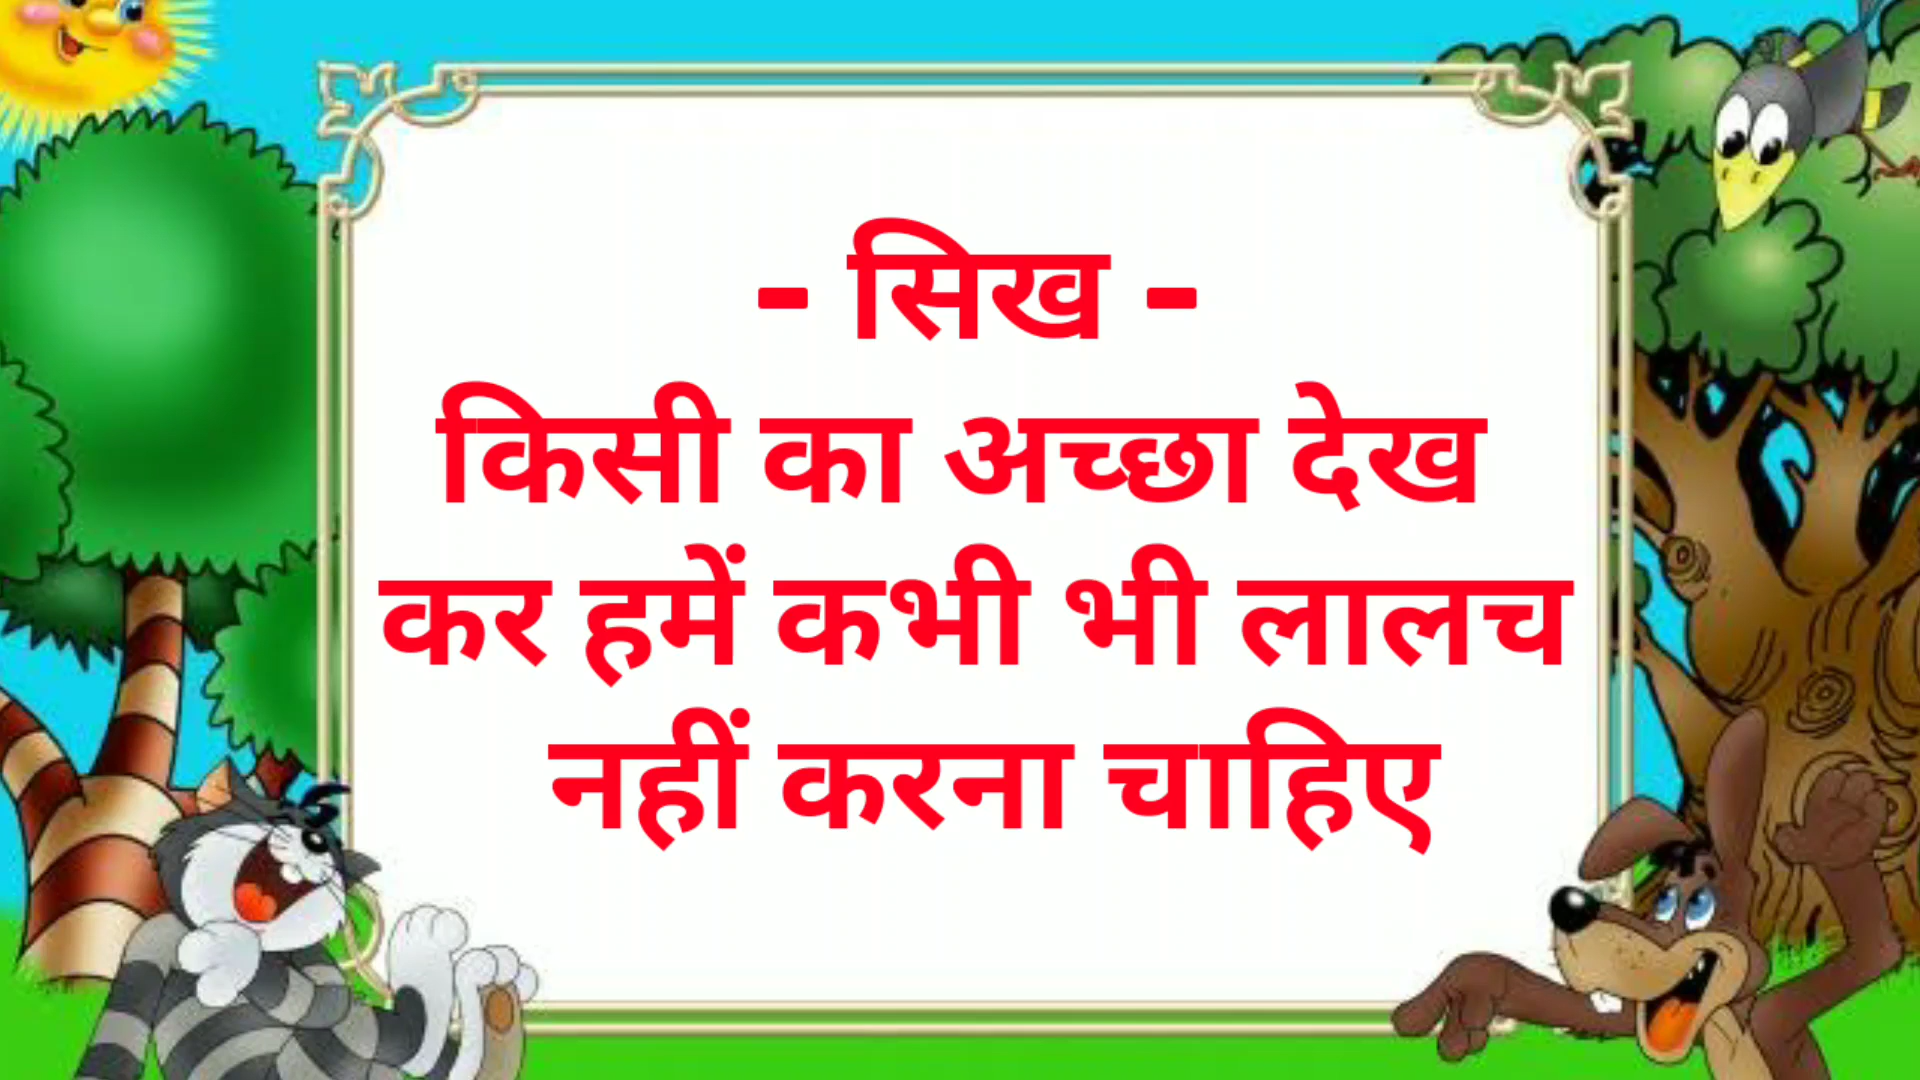 - सिख -
किसी का अच्छा देख
कर हमें कभी भी लालच
नहीं करना चाहिए